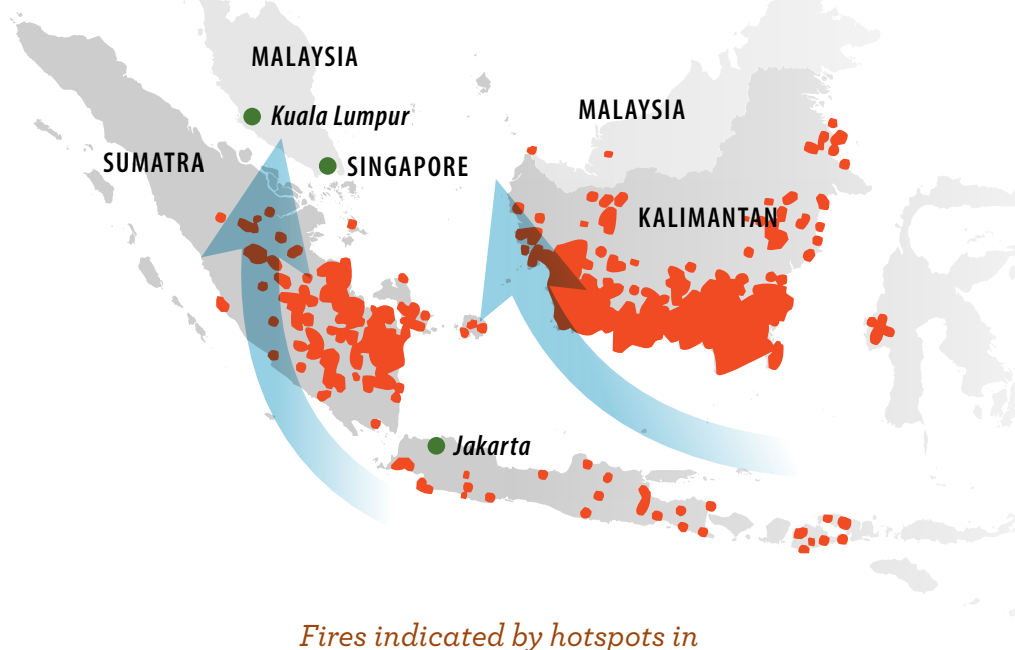 MALAYSIA
Kuala Lumpur
MALAYSIA
SUMATRA
SINGAPORE
KALIMANTAN
Jakarta
Fires indicated by hotspots in